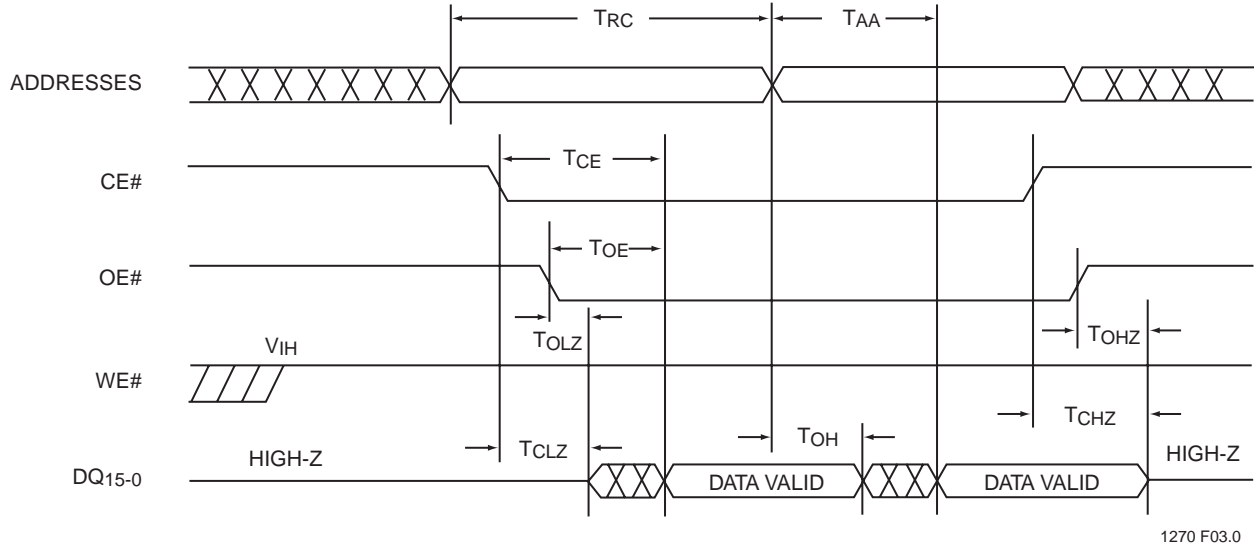 TRC
TAA
ADDRESSES
TCE
CE#
TOE
OE#
TOLZ
TOHZ
VIH
WE#
TCHZ
TCLZ
TOH
HIGH-Z
HIGH-Z
DQ15-0
DATA VALID
DATA VALID
1270 F03.0